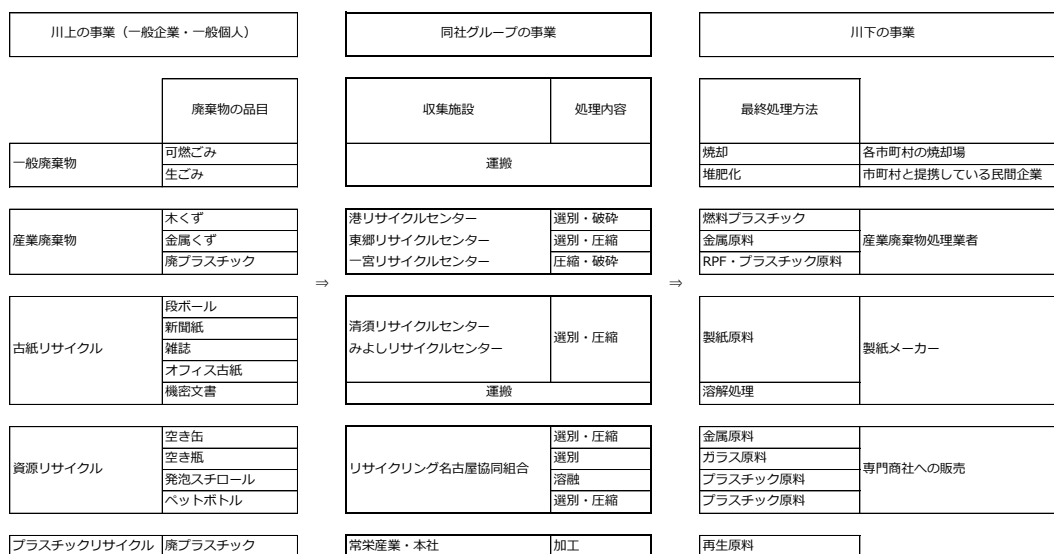 川上の事業（一般企業・一般個人） 同社グループの事業 川下の事業
廃棄物の品目 収集施設 処理内容 最終処理方法
一般廃棄物 可燃ごみ 運搬 焼却 各市町村の焼却場
生ごみ 堆肥化 市町村と提携している民間企業
木くず 港リサイクルセンター 選別・破砕 燃料プラスチック
産業廃棄物 金属くず 東郷リサイクルセンター 選別・圧縮 金属原料 産業廃棄物処理業者
廃プラスチック 一宮リサイクルセンター 圧縮・破砕 RPF・プラスチック原料
⇒ ⇒
段ボール
新聞紙 清須リサイクルセンター
古紙リサイクル 雑誌 みよしリサイクルセンター 選別・圧縮 製紙原料 製紙メーカー
オフィス古紙
機密文書 運搬 溶解処理
空き缶 選別・圧縮 金属原料
資源リサイクル 空き瓶 リサイクリング名古屋協同組合 選別 ガラス原料 専門商社への販売
発泡スチロール 溶融 プラスチック原料
ペットボトル 選別・圧縮 プラスチック原料
プラスチックリサイクル 廃プラスチック 常栄産業・本社 加工 再生原料